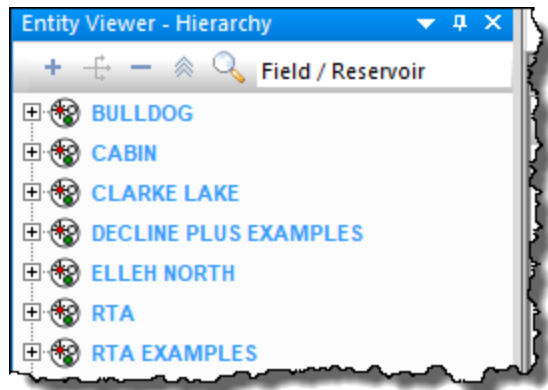 Entity Viewer - Hierarchy
Field / Reservoir
BULLDOG
CABIN
CLARKE LAKE
DECLINE PLUS EXAMPLES
ELLEH NORTH
RTA
RTA EXAMPLES